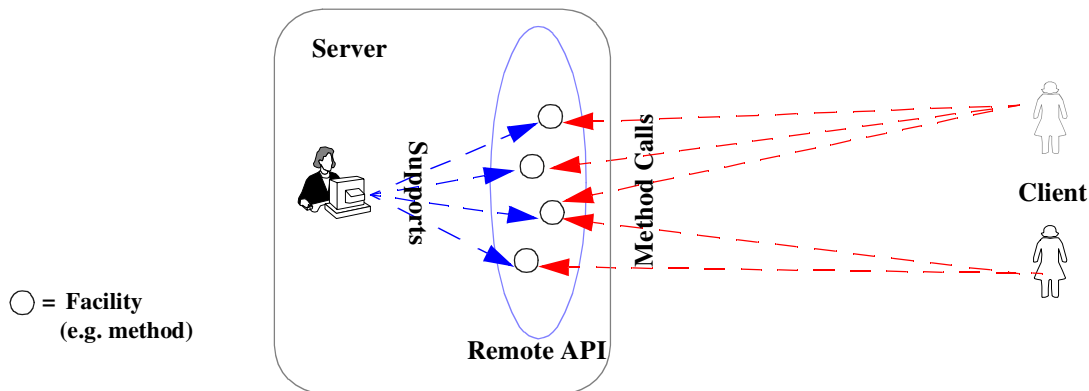 Server
Supports
Method Calls
Client
= Facility
(e.g. method)
Remote API